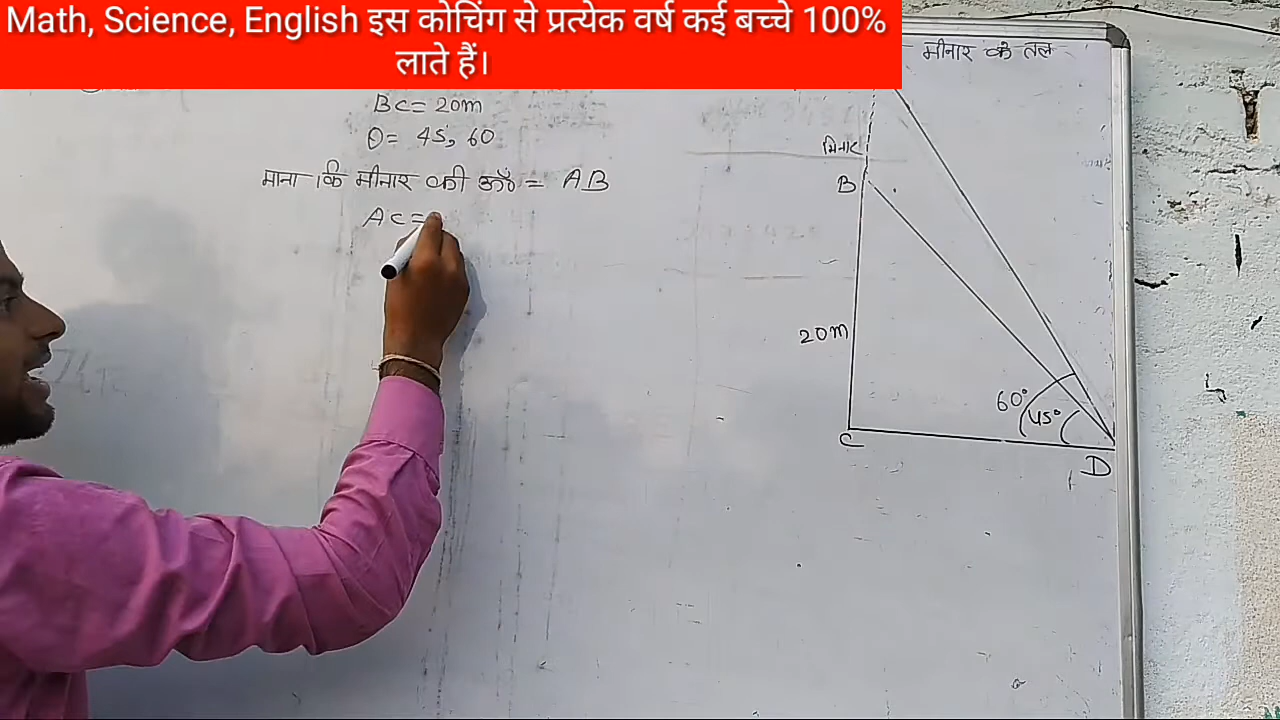 Math, Science, English इस कोचिंग से प्रत्येक वर्ष कई बच्चे 100%
लाते हैं।
मीनार के तल
BC = 20m
θ = 45, 60
माना कि मीनार की ऊँ० = AB
AC =
मिनार
B
20m
60°
45°
C
D